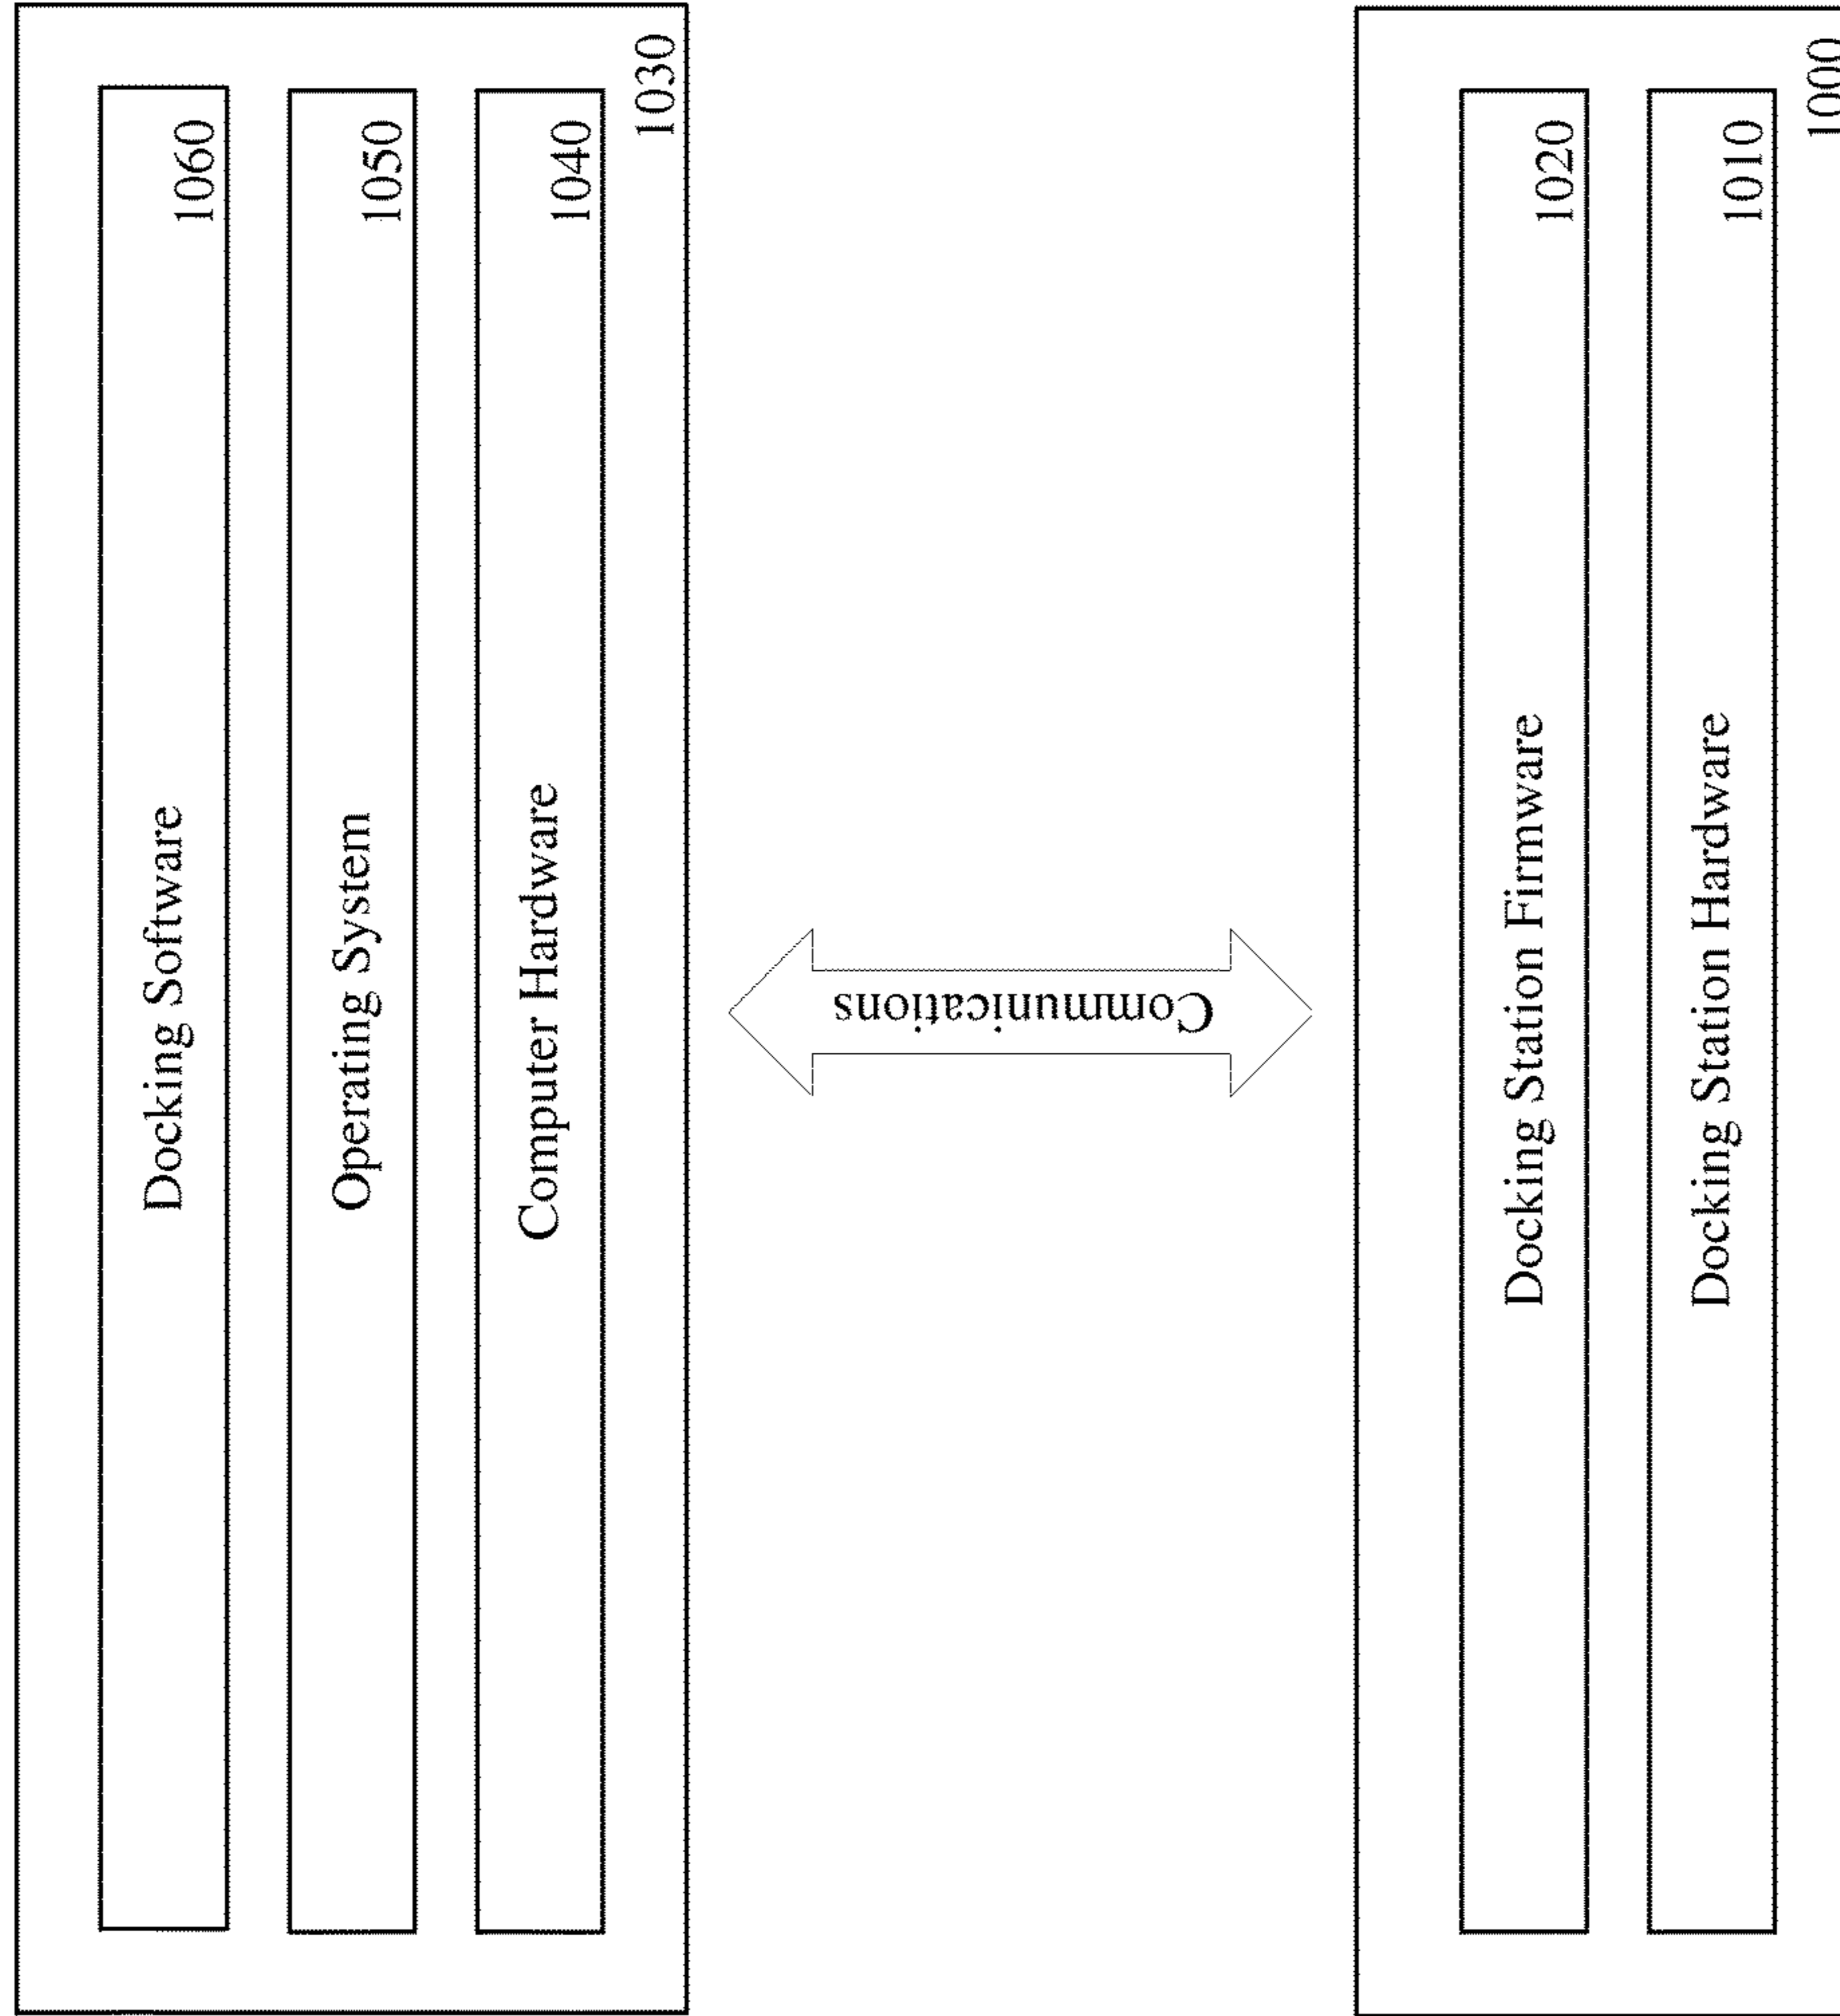 Docking Software
1060
Operating System
1050
Computer Hardware
1040
1030
Communications
Docking Station Firmware
1020
Docking Station Hardware
1010
1000